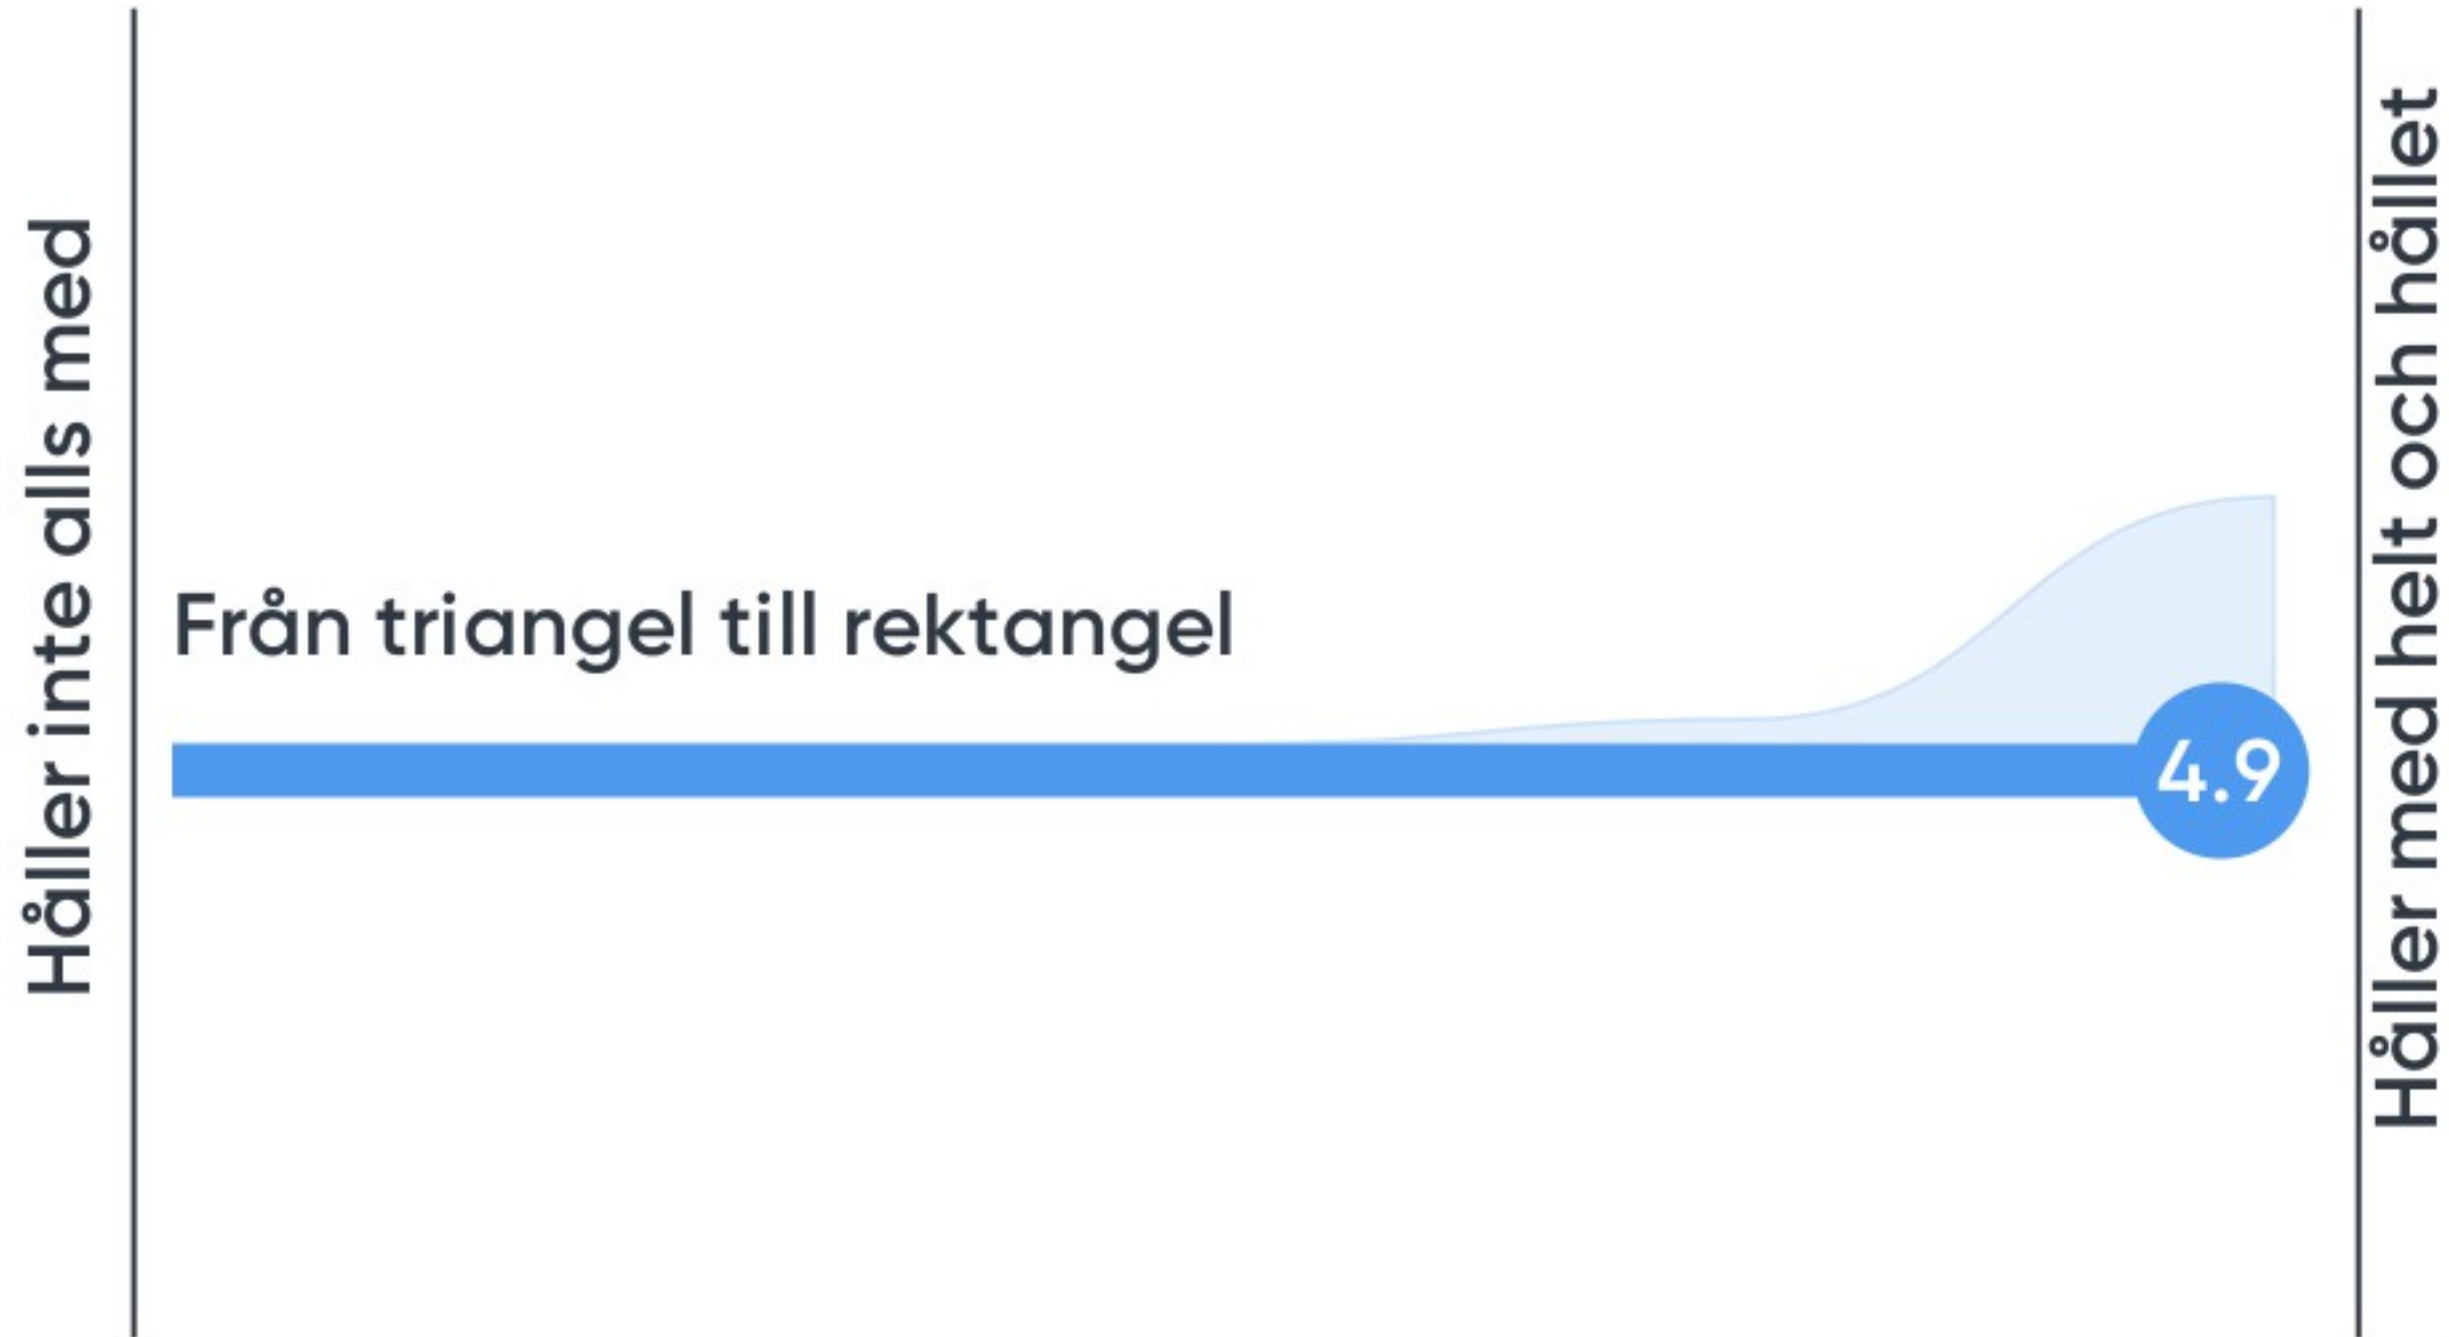 Håller inte alls med
Från triangel till rektangel
4.9
Håller med helt och hållet